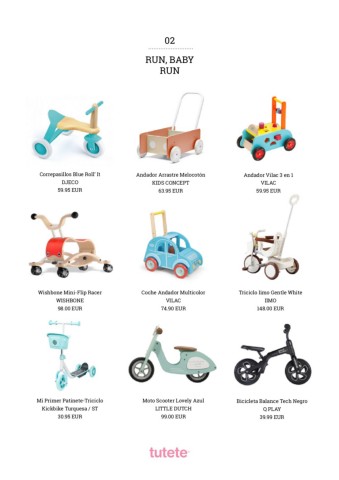 02
RUN, BABY
RUN
Correpasillos Blue Roll' It
DJECO
59.95 EUR
Andador Arrastre Melocotón
KIDS CONCEPT
63.95 EUR
Andador Vilac 3 en 1
VILAC
59.95 EUR
Wishbone Mini-Flip Racer
WISHBONE
98.00 EUR
Coche Andador Multicolor
VILAC
74.90 EUR
Triciclo Iimo Gentle White
IIMO
148.00 EUR
Mi Primer Patinete-Triciclo
Kickbike Turquesa / ST
30.95 EUR
Moto Scooter Lovely Azul
LITTLE DUTCH
99.00 EUR
Bicicleta Balance Tech Negro
Q PLAY
39.99 EUR
tutete